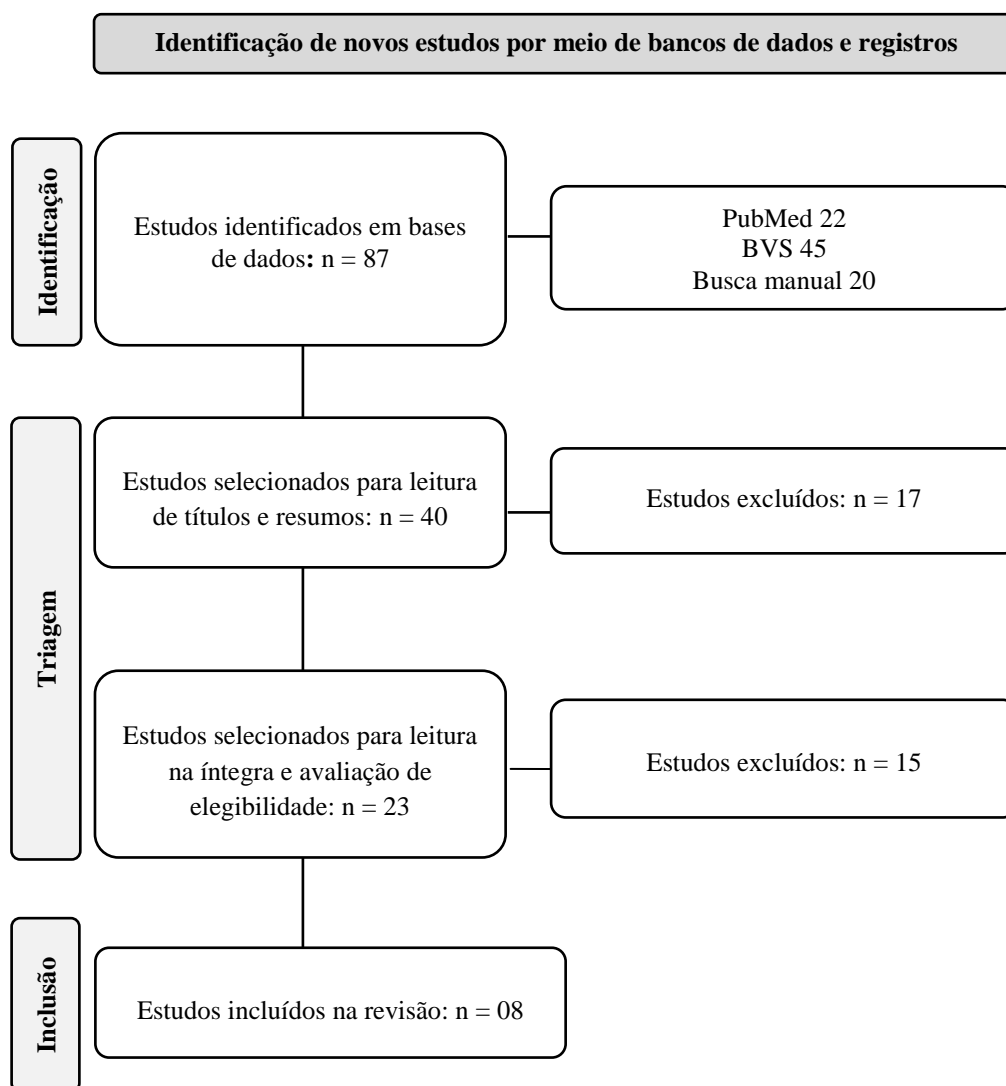 Identificação de novos estudos por meio de bancos de dados e registros
Identificação
Estudos identificados em bases
de dados: n = 87
PubMed 22
BVS 45
Busca manual 20
Triagem
Estudos selecionados para leitura
de títulos e resumos: n = 40
Estudos excluídos: n = 17
Estudos selecionados para leitura
na íntegra e avaliação de
elegibilidade: n = 23
Estudos excluídos: n = 15
Inclusão
Estudos incluídos na revisão: n = 08